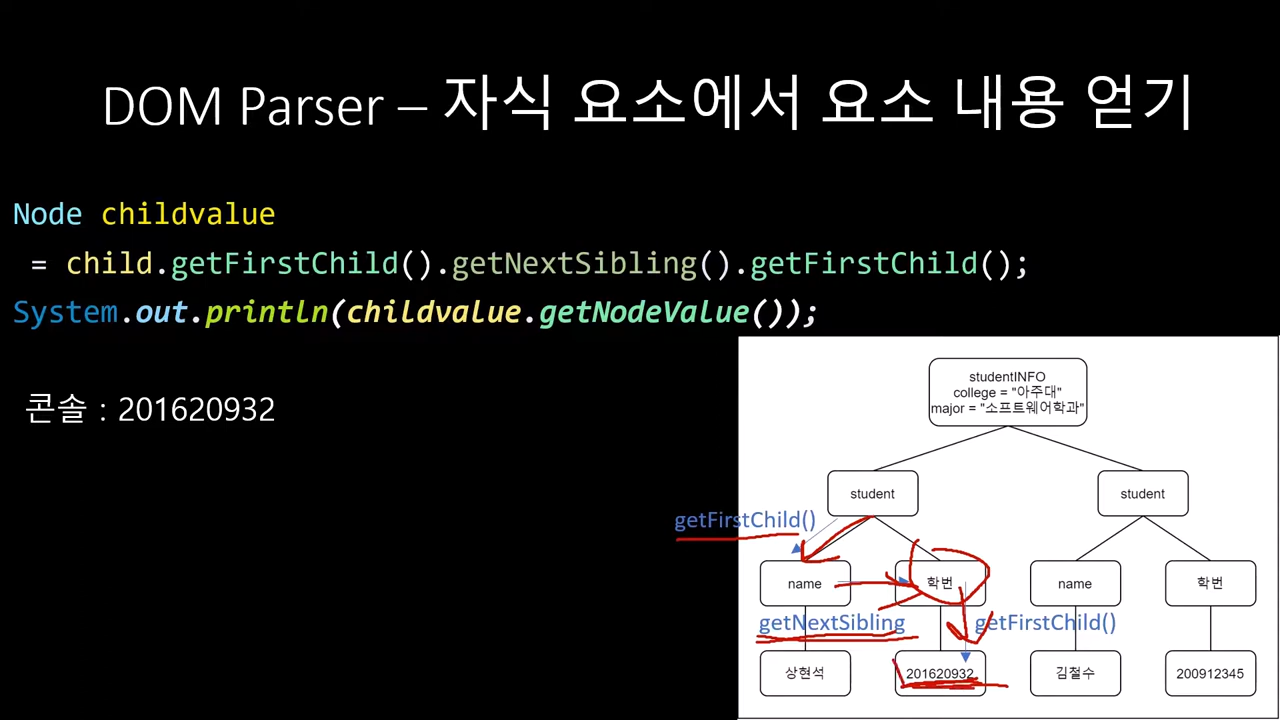 DOM Parser – 자식 요소에서 요소 내용 얻기
Node childvalue
= child.getFirstChild().getNextSibling().getFirstChild();
System.out.println(childvalue.getNodeValue());
콘솔 : 201620932
studentINFO
college = "아주대"
major = "소프트웨어학과"
student
student
getFirstChild()
name
학번
name
학번
getNextSibling
getFirstChild()
상현석
201620932
김철수
200912345